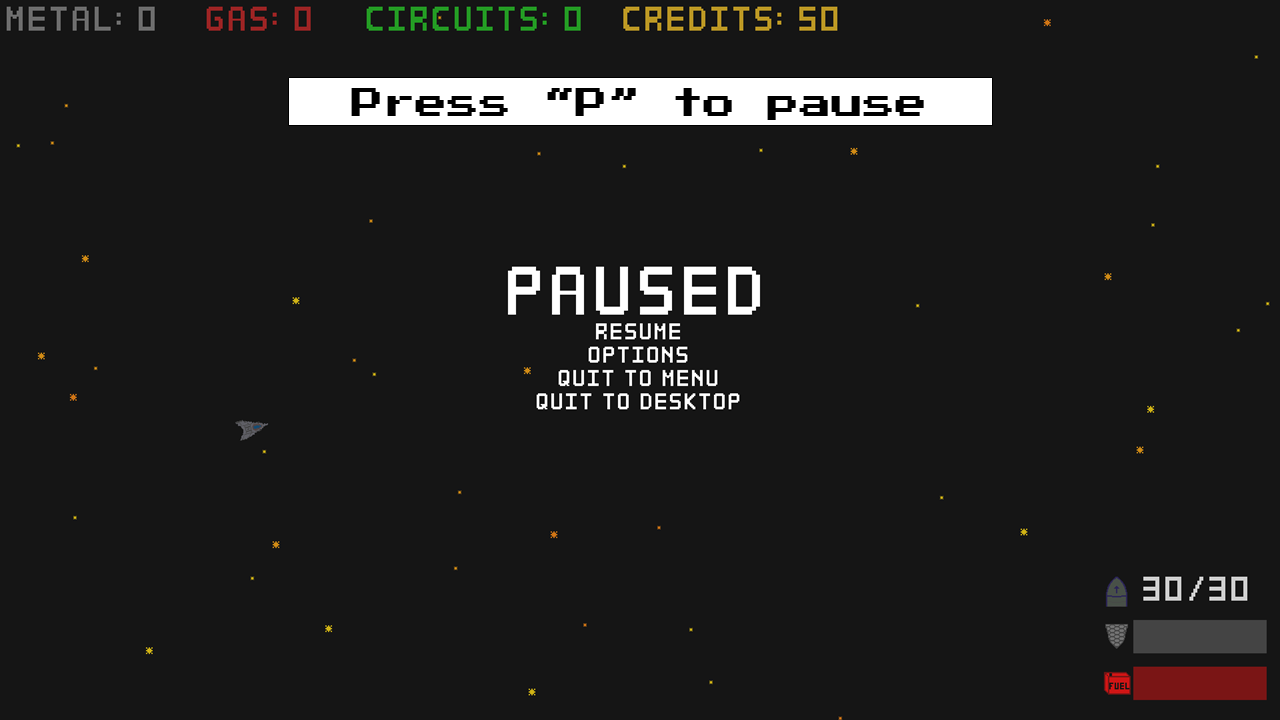 METAL: 0 GAS: 0 CIRCUITS: 0 CREDITS: 50
Press “P” to pause
PAUSED
RESUME
OPTIONS
QUIT TO MENU
QUIT TO DESKTOP
30/30
FUEL